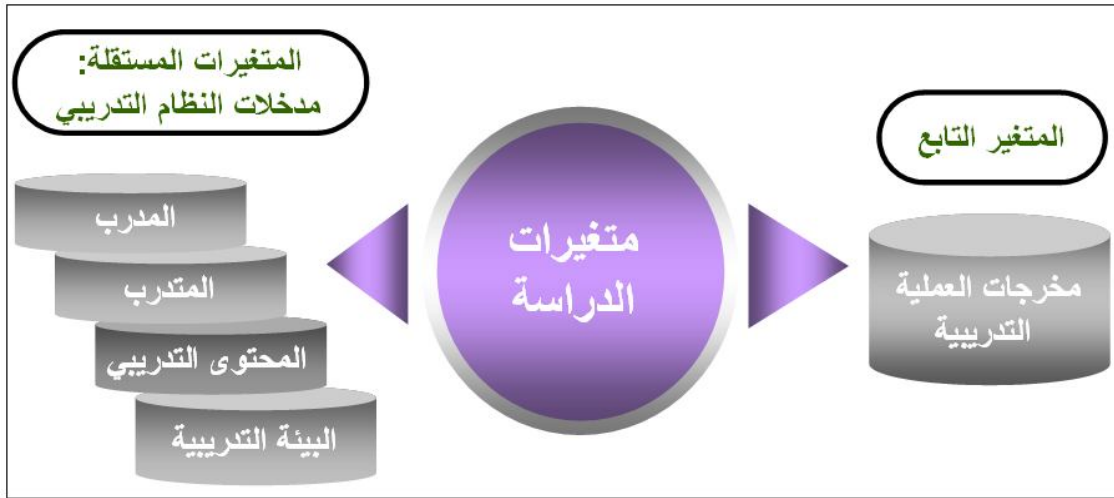 المتغيرات المستقلة:
مدخلات النظام التدريبي
المتغير التابع
المدرب
المتدرب
المحتوى التدريبي
البيئة التدريبية
متغيرات
الدراسة
مخرجات العملية
التدريبية